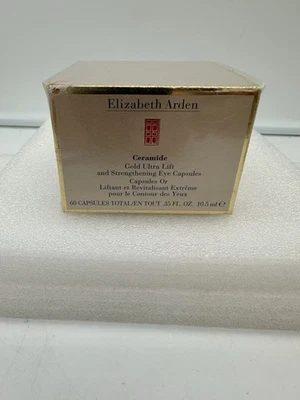 Elizabeth Arden
Ceramide
Gold Ultra Lift
and Strengthening Eye Capsules
Capsules Or
Liftant et Revitalisant Extrême
pour le Contour des Yeux
60 CAPSULES TOTAL/EN TOUT .35 FL. OZ. 10.5 ml ℮